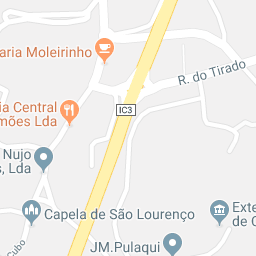 aria Moleirinho
R. do Tirado
ia Central
mões Lda
IC3
Nujo
s, Lda
Capela de São Lourenço
Exte
de C
Cubo
JM.Pulaqui